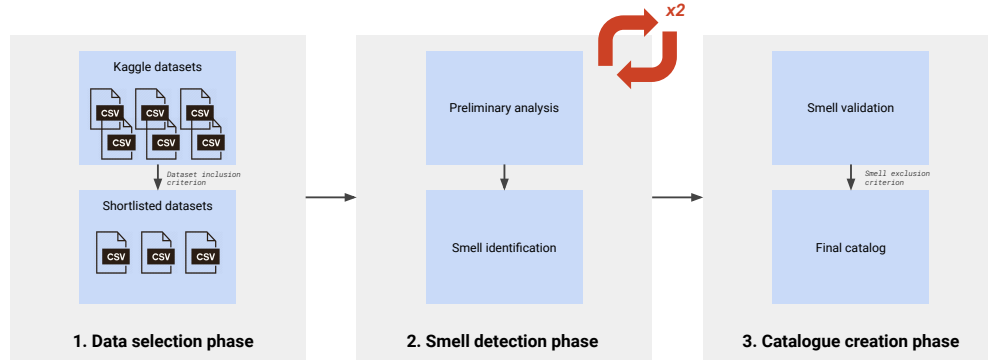 x2
Kaggle datasets
CSV CSV CSV
CSV CSV CSV
Dataset inclusion
criterion
Shortlisted datasets
CSV CSV CSV
1. Data selection phase
Preliminary analysis
Smell identification
2. Smell detection phase
Smell validation
Smell exclusion
criterion
Final catalog
3. Catalogue creation phase